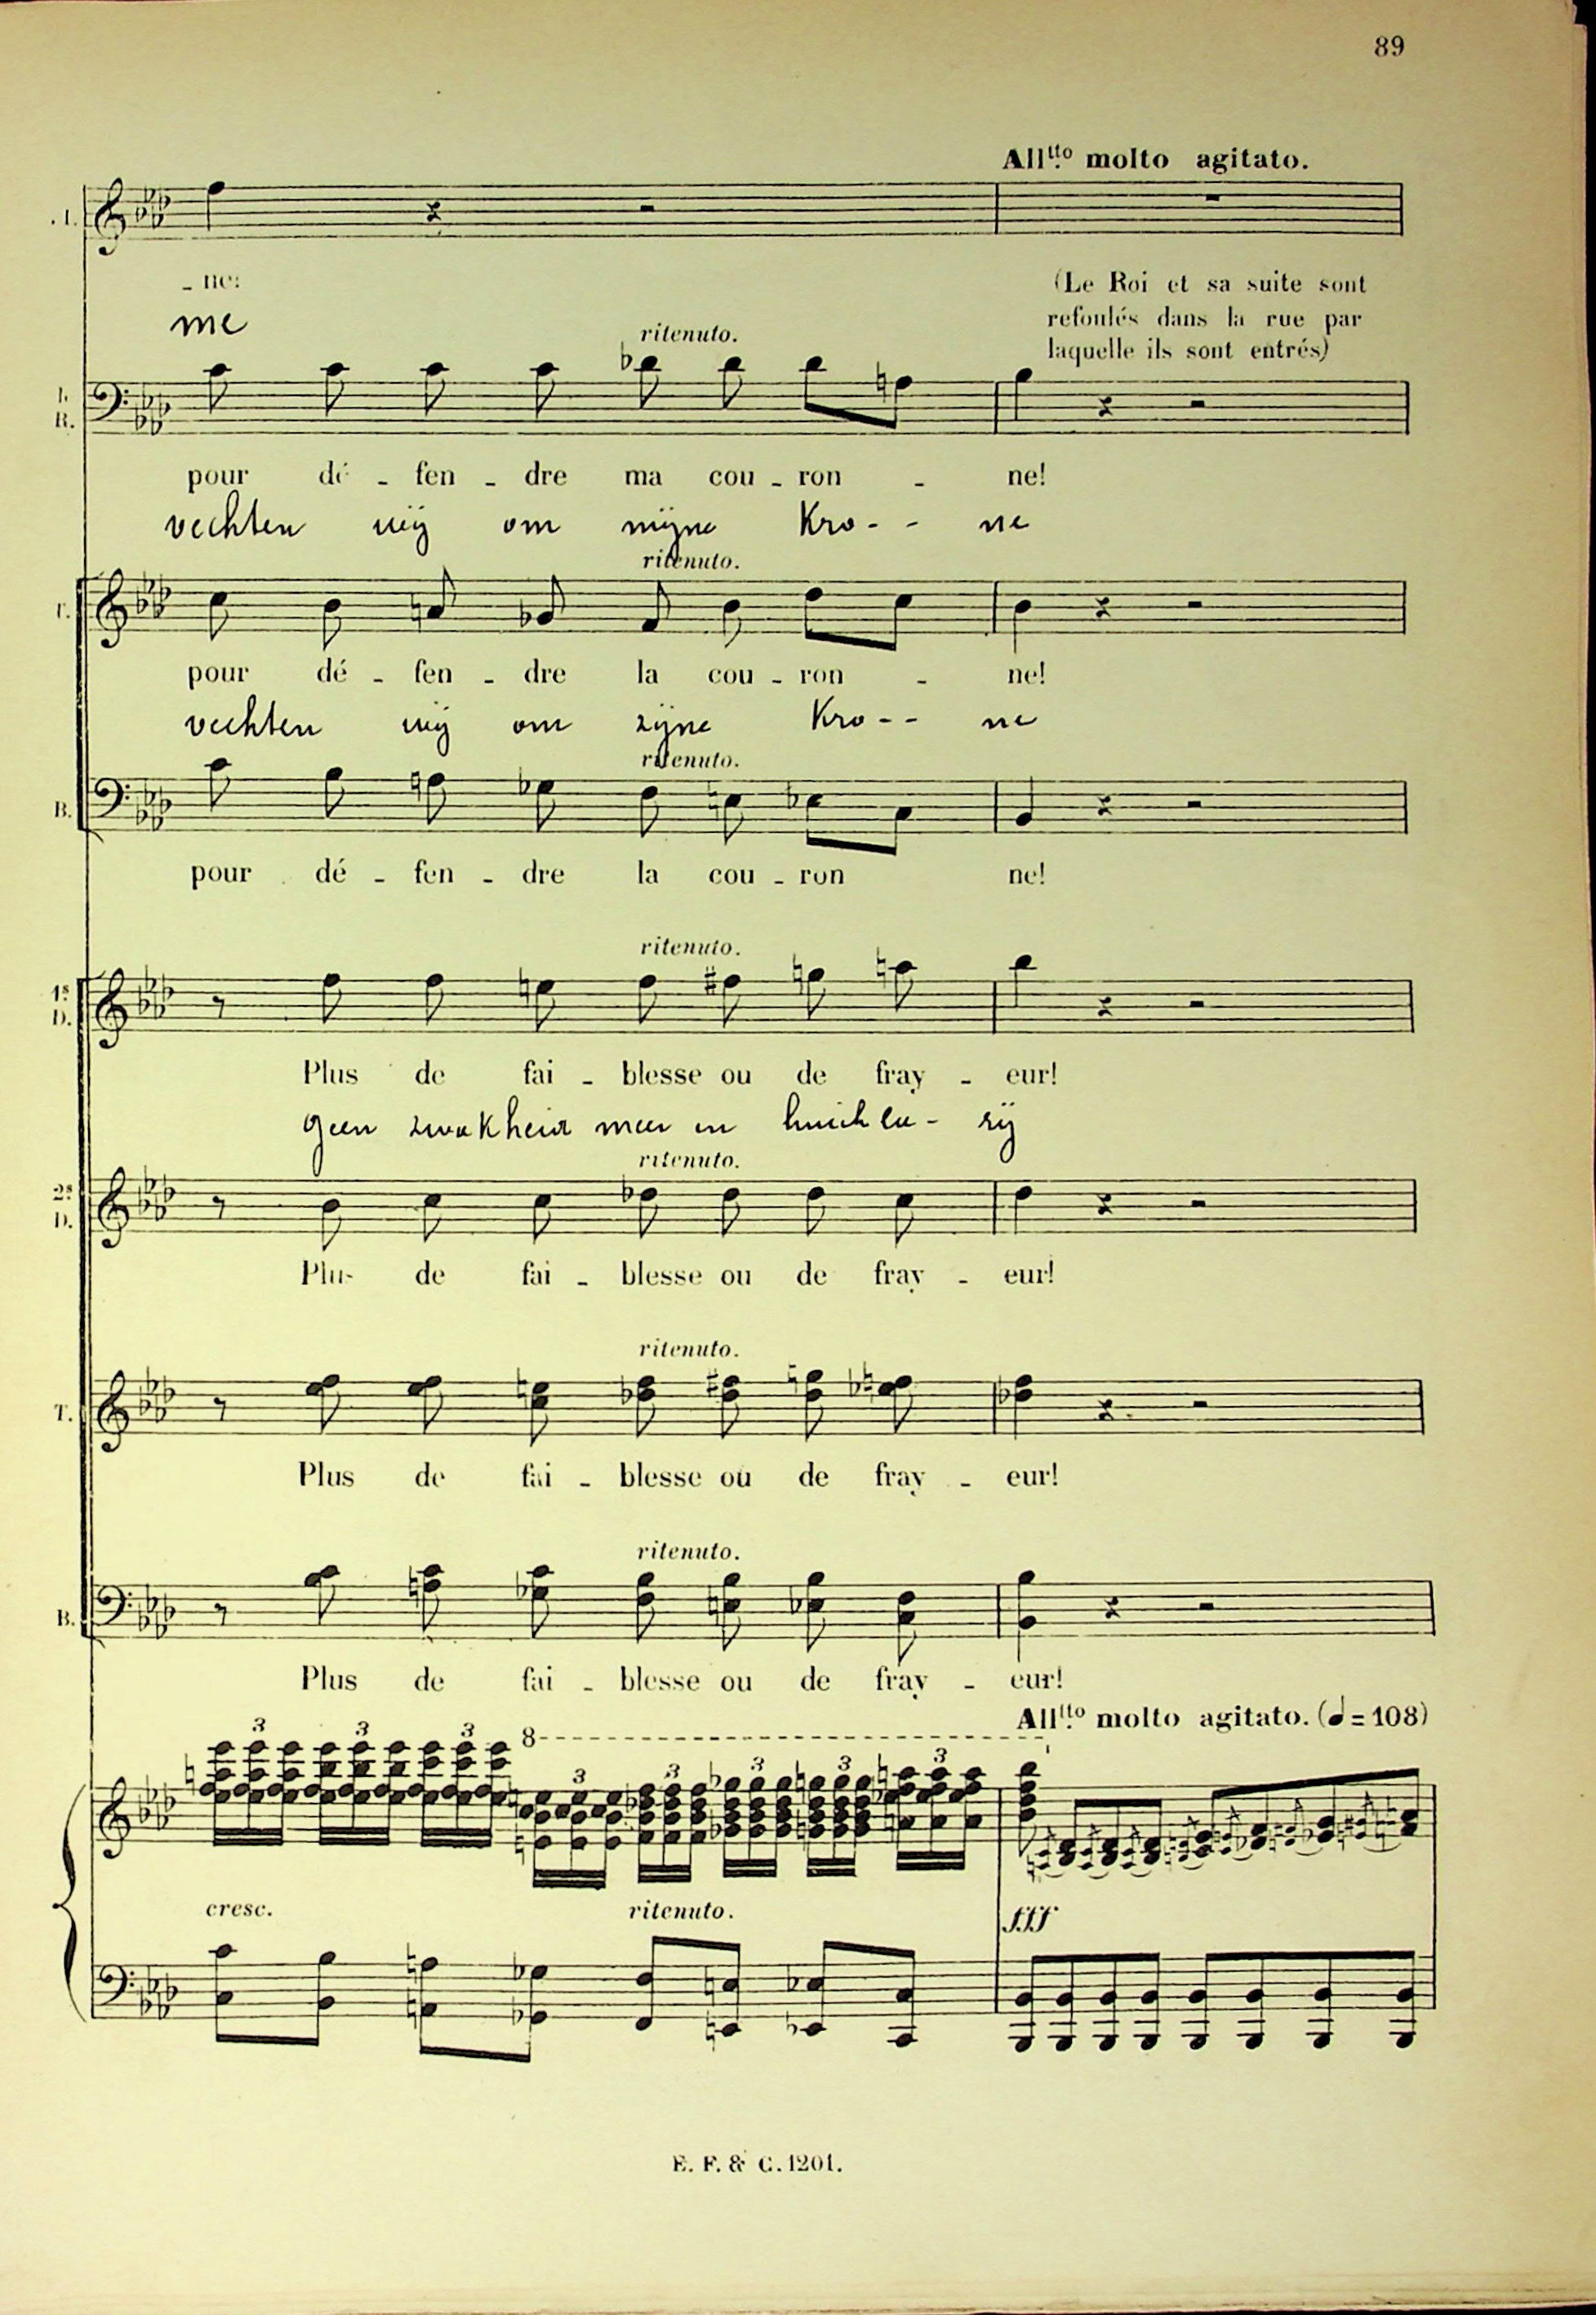 89
All.tto molto agitato.
_ ne!
(Le Roi et sa suite sont
refoulés dans la rue par
laquelle ils sont entrés)
me
ritenuto.
R.
pour dé - fen - dre ma cou - ron - ne!
vechten wij om mijne Kro - - ne
ritenuto.
pour dé - fen - dre la cou - ron - ne!
vechten wij om zijne Kro - - ne
ritenuto.
B.
pour dé - fen - dre la cou - ron ne!
ritenuto.
1s
D.
Plus de fai - blesse ou de fray - eur!
geen zwakheid meer en huichela - rij
ritenuto.
2s
D.
Plus de fai - blesse ou de fray - eur!
ritenuto.
T.
Plus de fai - blesse ou de fray - eur!
ritenuto.
B.
Plus de fai - blesse ou de fray - eur!
All.tto molto agitato. (♩ = 108)
3 3 3 8 3 3 3 3 3
cresc. ritenuto. fff
E. F. & C. 1201.